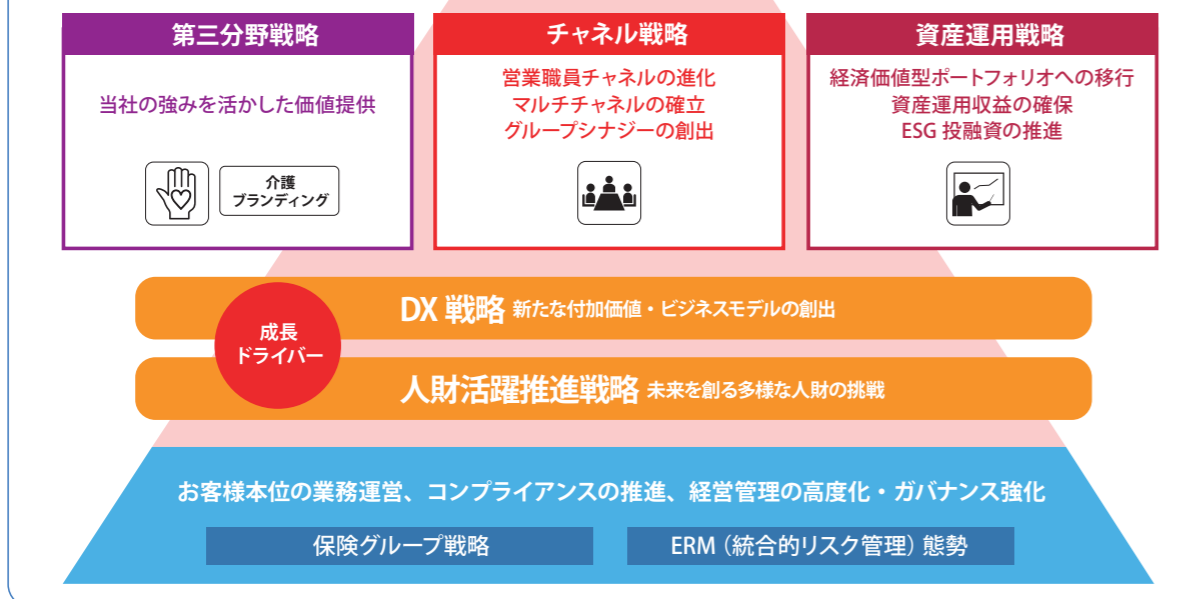 第三分野戦略
当社の強みを活かした価値提供
介護
ブランディング
チャネル戦略
営業職員チャネルの進化
マルチチャネルの確立
グループシナジーの創出
資産運用戦略
経済価値型ポートフォリオへの移行
資産運用収益の確保
ESG 投融資の推進
成長
ドライバー
DX 戦略 新たな付加価値・ビジネスモデルの創出
人財活躍推進戦略 未来を創る多様な人財の挑戦
お客様本位の業務運営、コンプライアンスの推進、経営管理の高度化・ガバナンス強化
保険グループ戦略
ERM（統合的リスク管理）態勢